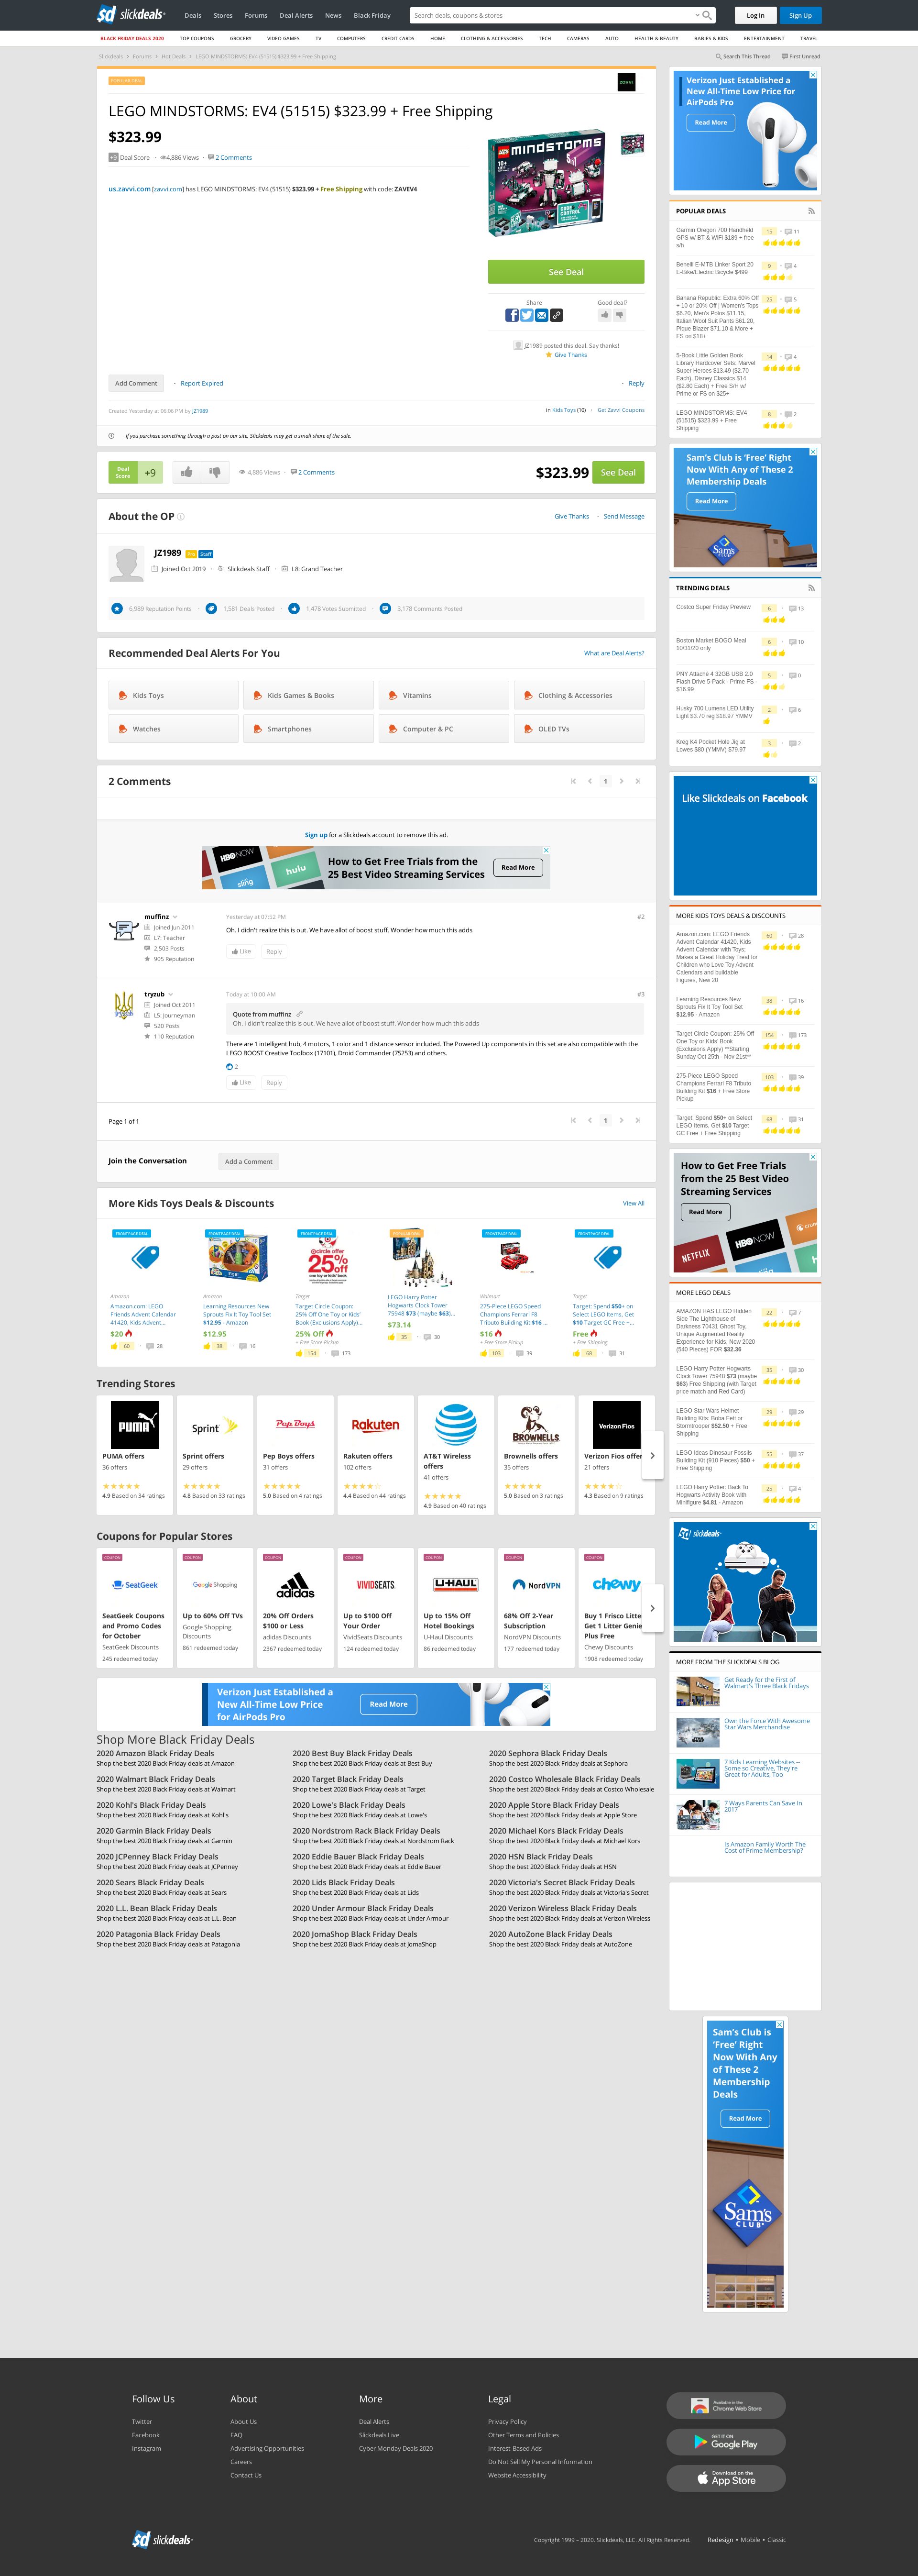 slickdeals
Deals Stores Forums Deal Alerts News Black Friday
Search deals, coupons & stores
Log In
Sign Up
BLACK FRIDAY DEALS 2020 TOP COUPONS GROCERY VIDEO GAMES TV COMPUTERS CREDIT CARDS HOME CLOTHING & ACCESSORIES TECH CAMERAS AUTO HEALTH & BEAUTY BABIES & KIDS ENTERTAINMENT TRAVEL
Slickdeals > Forums > Hot Deals > LEGO MINDSTORMS: EV4 (51515) $323.99 + Free Shipping
Search This Thread
First Unread
POPULAR DEAL
LEGO MINDSTORMS: EV4 (51515) $323.99 + Free Shipping
$323.99
+9 Deal Score 4,886 Views 2 Comments
us.zavvi.com [zavvi.com] has LEGO MINDSTORMS: EV4 (51515) $323.99 + Free Shipping with code: ZAVEV4
MINDSTORMS
See Deal
Share
Good deal?
JZ1989 posted this deal. Say thanks!
Give Thanks
Add Comment
Report Expired
Reply
Created Yesterday at 06:06 PM by JZ1989
in Kids Toys (10)
Get Zavvi Coupons
If you purchase something through a post on our site, Slickdeals may get a small share of the sale.
Deal Score +9
4,886 Views 2 Comments
$323.99
See Deal
About the OP
Give Thanks
Send Message
JZ1989 Pro Staff
Joined Oct 2019 Slickdeals Staff L8: Grand Teacher
6,989 Reputation Points
1,581 Deals Posted
1,478 Votes Submitted
3,178 Comments Posted
Recommended Deal Alerts For You
What are Deal Alerts?
Kids Toys
Kids Games & Books
Vitamins
Clothing & Accessories
Watches
Smartphones
Computer & PC
OLED TVs
2 Comments
1
Sign up for a Slickdeals account to remove this ad.
HBO NOW
sling
hulu
How to Get Free Trials from the
25 Best Video Streaming Services
Read More
muffinz
Joined Jun 2011
L7: Teacher
2,503 Posts
905 Reputation
Yesterday at 07:52 PM
#2
Oh. I didn't realize this is out. We have allot of boost stuff. Wonder how much this adds
Like
Reply
tryzub
Joined Oct 2011
L5: Journeyman
520 Posts
110 Reputation
Today at 10:00 AM
#3
Quote from muffinz
Oh. I didn't realize this is out. We have allot of boost stuff. Wonder how much this adds
There are 1 intelligent hub, 4 motors, 1 color and 1 distance sensor included. The Powered Up components in this set are also compatible with the
LEGO BOOST Creative Toolbox (17101), Droid Commander (75253) and others.
2
Like
Reply
Page 1 of 1
1
Join the Conversation
Add a Comment
More Kids Toys Deals & Discounts
View All
FRONTPAGE DEAL
Amazon
Amazon.com: LEGO
Friends Advent Calendar
41420, Kids Advent...
$20
60 28
FRONTPAGE DEAL
Amazon
Learning Resources New
Sprouts Fix It Toy Tool Set
$12.95 - Amazon
$12.95
38 16
FRONTPAGE DEAL
circle offer
25% off
Target
Target Circle Coupon:
25% Off One Toy or Kids'
Book (Exclusions Apply)...
25% Off
+ Free Store Pickup
154 173
POPULAR DEAL
LEGO Harry Potter
Hogwarts Clock Tower
75948 $73 (maybe $63)...
$73.14
35 30
FRONTPAGE DEAL
Walmart
275-Piece LEGO Speed
Champions Ferrari F8
Tributo Building Kit $16 ...
$16
+ Free Store Pickup
103 39
FRONTPAGE DEAL
Target
Target: Spend $50+ on
Select LEGO Items, Get
$10 Target GC Free +...
Free
+ Free Shipping
68 31
Trending Stores
PUMA
PUMA offers
36 offers
4.9 Based on 34 ratings
Sprint
Sprint offers
29 offers
4.8 Based on 33 ratings
Pep Boys
Pep Boys offers
31 offers
5.0 Based on 4 ratings
Rakuten
Rakuten offers
102 offers
4.4 Based on 44 ratings
AT&T Wireless
offers
41 offers
4.9 Based on 40 ratings
BROWNELLS
Brownells offers
35 offers
5.0 Based on 3 ratings
Verizon Fios
Verizon Fios offers
21 offers
4.3 Based on 9 ratings
Coupons for Popular Stores
COUPON
SeatGeek
SeatGeek Coupons
and Promo Codes
for October
SeatGeek Discounts
245 redeemed today
COUPON
Google Shopping
Up to 60% Off TVs
Google Shopping
Discounts
861 redeemed today
COUPON
adidas
20% Off Orders
$100 or Less
adidas Discounts
2367 redeemed today
COUPON
VIVIDSEATS
Up to $100 Off
Your Order
VividSeats Discounts
124 redeemed today
COUPON
U-HAUL
Up to 15% Off
Hotel Bookings
U-Haul Discounts
86 redeemed today
COUPON
NordVPN
68% Off 2-Year
Subscription
NordVPN Discounts
177 redeemed today
COUPON
chewy
Buy 1 Frisco Litter,
Get 1 Litter Genie
Plus Free
Chewy Discounts
1908 redeemed today
Verizon Just Established a
New All-Time Low Price
for AirPods Pro
Read More
Shop More Black Friday Deals
2020 Amazon Black Friday Deals
Shop the best 2020 Black Friday deals at Amazon
2020 Best Buy Black Friday Deals
Shop the best 2020 Black Friday deals at Best Buy
2020 Sephora Black Friday Deals
Shop the best 2020 Black Friday deals at Sephora
2020 Walmart Black Friday Deals
Shop the best 2020 Black Friday deals at Walmart
2020 Target Black Friday Deals
Shop the best 2020 Black Friday deals at Target
2020 Costco Wholesale Black Friday Deals
Shop the best 2020 Black Friday deals at Costco Wholesale
2020 Kohl's Black Friday Deals
Shop the best 2020 Black Friday deals at Kohl's
2020 Lowe's Black Friday Deals
Shop the best 2020 Black Friday deals at Lowe's
2020 Apple Store Black Friday Deals
Shop the best 2020 Black Friday deals at Apple Store
2020 Garmin Black Friday Deals
Shop the best 2020 Black Friday deals at Garmin
2020 Nordstrom Rack Black Friday Deals
Shop the best 2020 Black Friday deals at Nordstrom Rack
2020 Michael Kors Black Friday Deals
Shop the best 2020 Black Friday deals at Michael Kors
2020 JCPenney Black Friday Deals
Shop the best 2020 Black Friday deals at JCPenney
2020 Eddie Bauer Black Friday Deals
Shop the best 2020 Black Friday deals at Eddie Bauer
2020 HSN Black Friday Deals
Shop the best 2020 Black Friday deals at HSN
2020 Sears Black Friday Deals
Shop the best 2020 Black Friday deals at Sears
2020 Lids Black Friday Deals
Shop the best 2020 Black Friday deals at Lids
2020 Victoria's Secret Black Friday Deals
Shop the best 2020 Black Friday deals at Victoria's Secret
2020 L.L. Bean Black Friday Deals
Shop the best 2020 Black Friday deals at L.L. Bean
2020 Under Armour Black Friday Deals
Shop the best 2020 Black Friday deals at Under Armour
2020 Verizon Wireless Black Friday Deals
Shop the best 2020 Black Friday deals at Verizon Wireless
2020 Patagonia Black Friday Deals
Shop the best 2020 Black Friday deals at Patagonia
2020 JomaShop Black Friday Deals
Shop the best 2020 Black Friday deals at JomaShop
2020 AutoZone Black Friday Deals
Shop the best 2020 Black Friday deals at AutoZone
Verizon Just Established a
New All-Time Low Price for
AirPods Pro
Read More
POPULAR DEALS
Garmin Oregon 700 Handheld
GPS w/ BT & WiFi $189 + free
s/h
15 11
Benelli E-MTB Linker Sport 20
E-Bike/Electric Bicycle $499
9 4
Banana Republic: Extra 60% Off
+ 10 or 20% Off | Women's Tops
$6.20, Men's Polos $11.15,
Italian Wool Suit Pants $61.20,
Pique Blazer $71.10 & More +
FS on $18+
25 5
5-Book Little Golden Book
Library Hardcover Sets: Marvel
Super Heroes $13.49 ($2.70
Each), Disney Classics $14
($2.80 Each) + Free S/H w/
Prime or FS on $25+
14 4
LEGO MINDSTORMS: EV4
(51515) $323.99 + Free
Shipping
8 2
Sam's Club is 'Free' Right
Now With Any of These 2
Membership Deals
Read More
TRENDING DEALS
Costco Super Friday Preview
6 13
Boston Market BOGO Meal
10/31/20 only
6 10
PNY Attaché 4 32GB USB 2.0
Flash Drive 5-Pack - Prime FS -
$16.99
5 0
Husky 700 Lumens LED Utility
Light $3.70 reg $18.97 YMMV
2 6
Kreg K4 Pocket Hole Jig at
Lowes $80 (YMMV) $79.97
3 2
Like Slickdeals on Facebook
MORE KIDS TOYS DEALS & DISCOUNTS
Amazon.com: LEGO Friends
Advent Calendar 41420, Kids
Advent Calendar with Toys;
Makes a Great Holiday Treat for
Children who Love Toy Advent
Calendars and buildable
Figures, New 20
60 28
Learning Resources New
Sprouts Fix It Toy Tool Set
$12.95 - Amazon
38 16
Target Circle Coupon: 25% Off
One Toy or Kids' Book
(Exclusions Apply) **Starting
Sunday Oct 25th - Nov 21st**
154 173
275-Piece LEGO Speed
Champions Ferrari F8 Tributo
Building Kit $16 + Free Store
Pickup
103 39
Target: Spend $50+ on Select
LEGO Items, Get $10 Target
GC Free + Free Shipping
68 31
How to Get Free Trials
from the 25 Best Video
Streaming Services
Read More
NETFLIX
HBO NOW
MORE LEGO DEALS
AMAZON HAS LEGO Hidden
Side The Lighthouse of
Darkness 70431 Ghost Toy,
Unique Augmented Reality
Experience for Kids, New 2020
(540 Pieces) FOR $32.36
22 7
LEGO Harry Potter Hogwarts
Clock Tower 75948 $73 (maybe
$63) Free Shipping (with Target
price match and Red Card)
35 30
LEGO Star Wars Helmet
Building Kits: Boba Fett or
Stormtrooper $52.50 + Free
Shipping
29 29
LEGO Ideas Dinosaur Fossils
Building Kit (910 Pieces) $50 +
Free Shipping
55 37
LEGO Harry Potter: Back To
Hogwarts Activity Book with
Minifigure $4.81 - Amazon
25 4
slickdeals
MORE FROM THE SLICKDEALS BLOG
Get Ready for the First of
Walmart's Three Black Fridays
Own the Force With Awesome
Star Wars Merchandise
7 Kids Learning Websites –
Some so Creative, They're
Great for Adults, Too
7 Ways Parents Can Save In
2017
Is Amazon Family Worth The
Cost of Prime Membership?
Sam's Club is
'Free' Right
Now With Any
of These 2
Membership
Deals
Read More
Sam's
CLUB
Follow Us
Twitter
Facebook
Instagram
About
About Us
FAQ
Advertising Opportunities
Careers
Contact Us
More
Deal Alerts
Slickdeals Live
Cyber Monday Deals 2020
Legal
Privacy Policy
Other Terms and Policies
Interest-Based Ads
Do Not Sell My Personal Information
Website Accessibility
Available in the
Chrome Web Store
GET IT ON
Google Play
Download on the
App Store
slickdeals
Copyright 1999 – 2020. Slickdeals, LLC. All Rights Reserved.
Redesign • Mobile • Classic